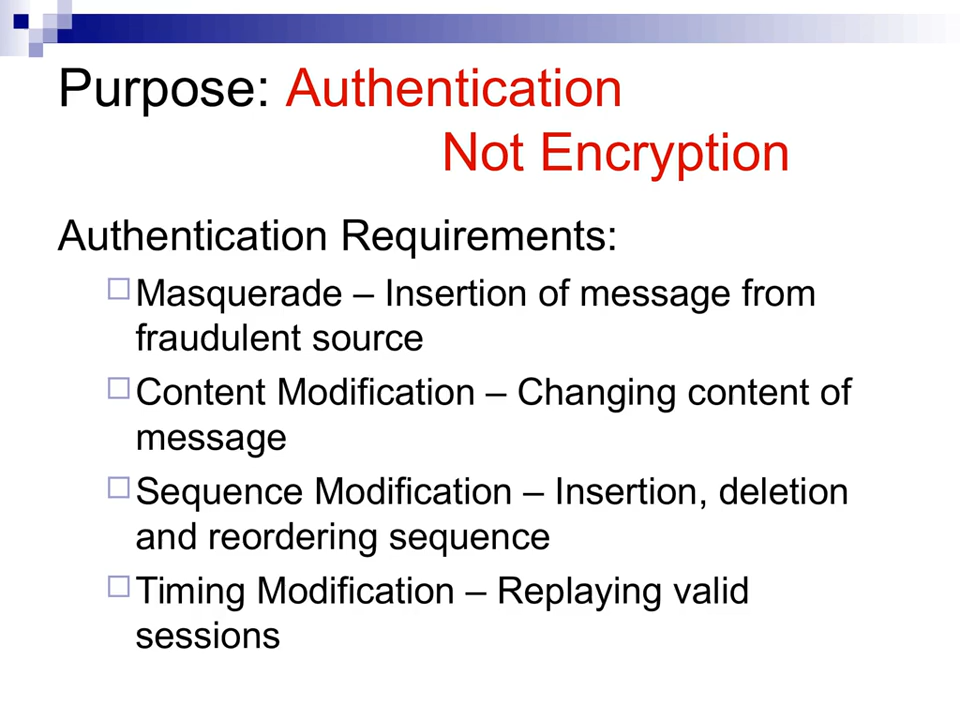 Purpose: Authentication
Not Encryption
Authentication Requirements:
Masquerade – Insertion of message from
fraudulent source
Content Modification – Changing content of
message
Sequence Modification – Insertion, deletion
and reordering sequence
Timing Modification – Replaying valid
sessions